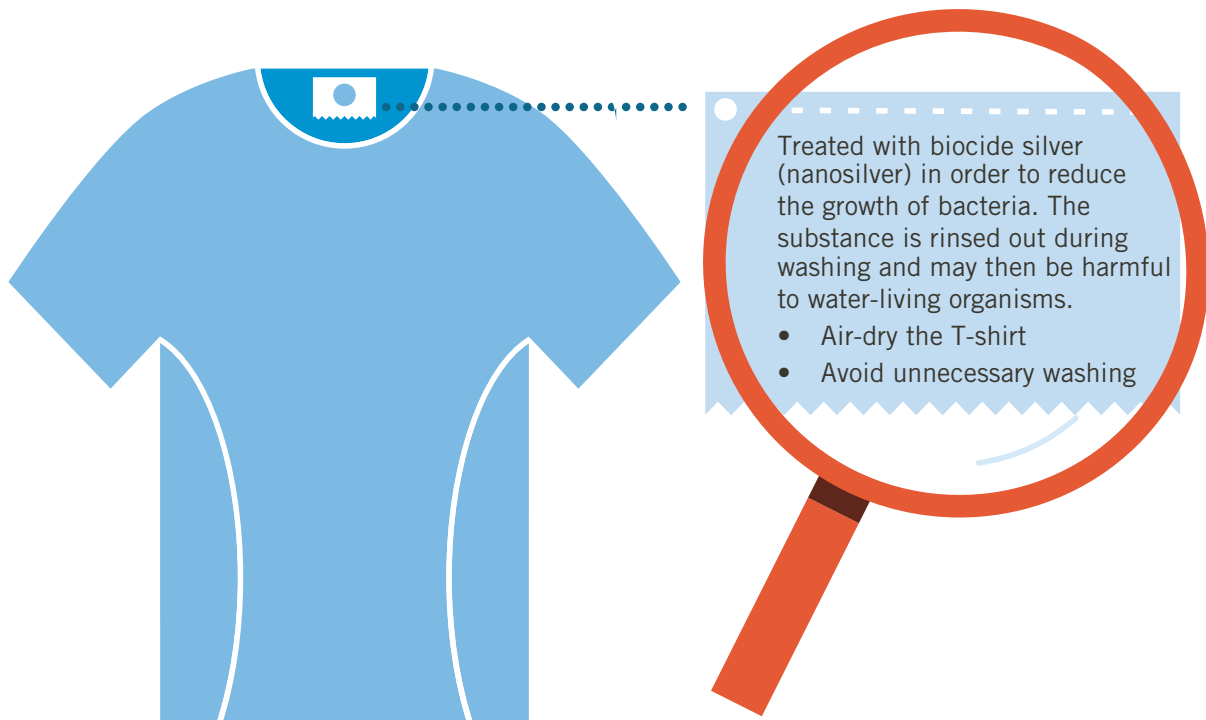 Treated with biocide silver
(nanosilver) in order to reduce
the growth of bacteria. The
substance is rinsed out during
washing and may then be harmful
to water-living organisms.
• Air-dry the T-shirt
• Avoid unnecessary washing